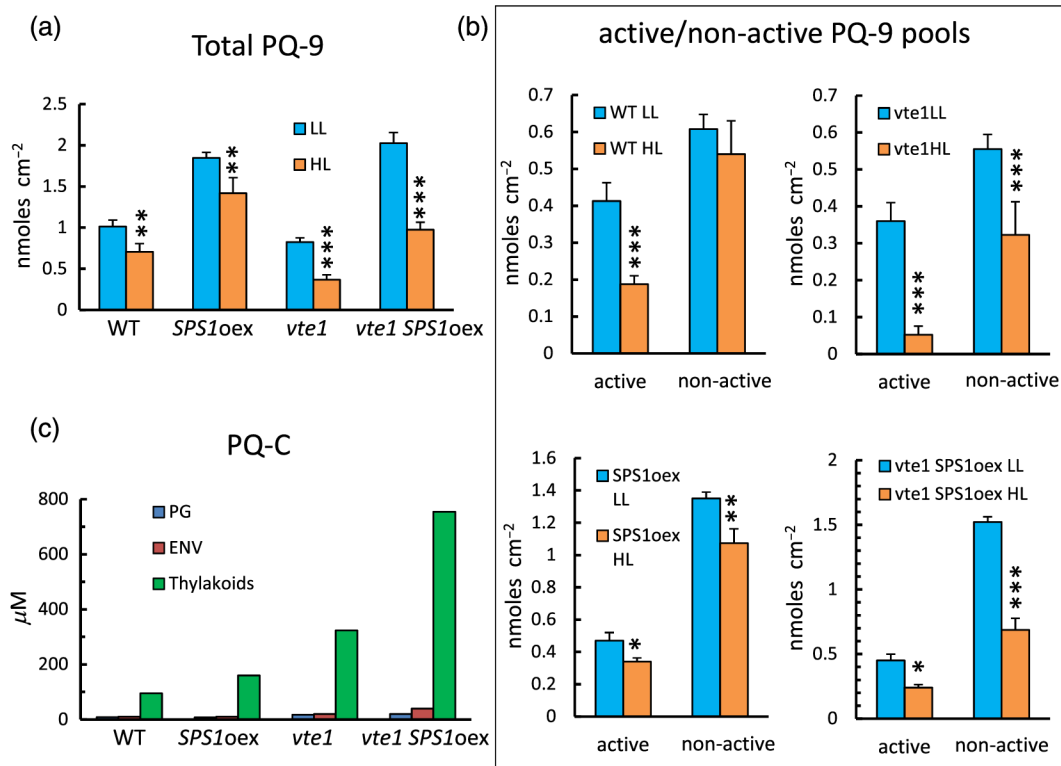 (a)
Total PQ-9
nmoles cm⁻²
2.5
2
1.5
1
0.5
0
LL
HL
**
**
***
***
WT
SPS1oex
vte1
vte1 SPS1oex
(b)
active/non-active PQ-9 pools
nmoles cm⁻²
0.7
0.6
0.5
0.4
0.3
0.2
0.1
0
WT LL
WT HL
***
active
non-active
nmoles cm⁻²
0.7
0.6
0.5
0.4
0.3
0.2
0.1
0
vte1LL
vte1HL
***
***
active
non-active
nmoles cm⁻²
1.6
1.4
1.2
1
0.8
0.6
0.4
0.2
0
SPS1oex
LL
SPS1oex
HL
*
**
active
non-active
nmoles cm⁻²
2
1.5
1
0.5
0
vte1 SPS1oex LL
vte1 SPS1oex HL
*
***
active
non-active
(c)
PQ-C
μM
800
600
400
200
0
PG
ENV
Thylakoids
WT
SPS1oex
vte1
vte1 SPS1oex